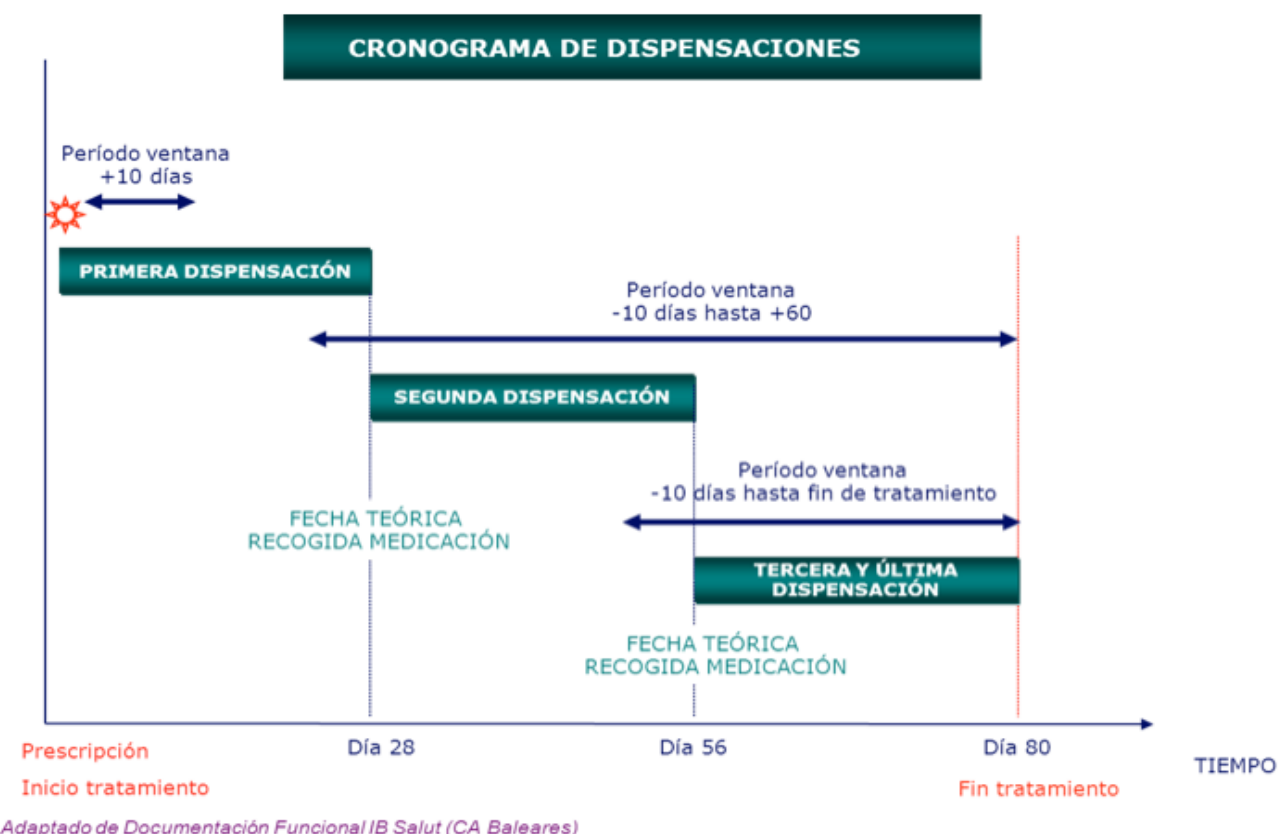 CRONOGRAMA DE DISPENSACIONES
Período ventana
+10 días
PRIMERA DISPENSACIÓN
Período ventana
-10 días hasta +60
SEGUNDA DISPENSACIÓN
Período ventana
-10 días hasta fin de tratamiento
FECHA TEÓRICA
RECOGIDA MEDICACIÓN
TERCERA Y ÚLTIMA
DISPENSACIÓN
FECHA TEÓRICA
RECOGIDA MEDICACIÓN
Prescripción
Inicio tratamiento
Día 28
Día 56
Día 80
Fin tratamiento
TIEMPO
Adaptado de Documentación Funcional IB Salut (CA Baleares)